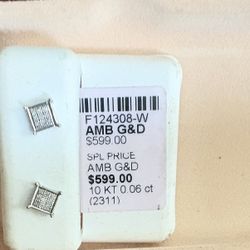 F124308-W
AMB G&D
$599.00
SPL PRICE
AMB G&D
$599.00
10 KT 0.06 ct
(2311)